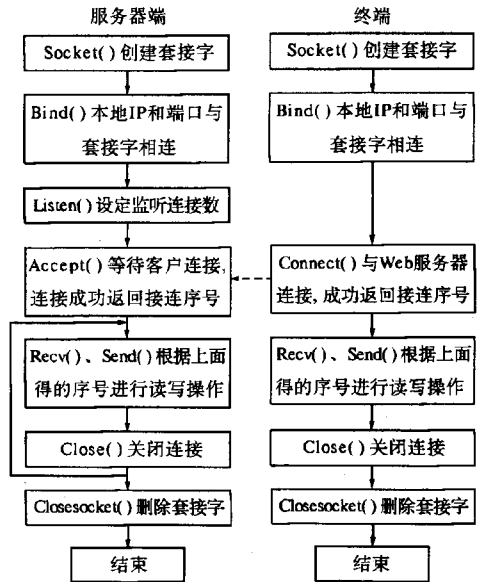 服务器端
Socket()创建套接字
Bind()本地IP和端口与
套接字相连
Listen()设定监听连接数
Accept()等待客户连接,
连接成功返回接连序号
Recv()、Send()根据上面
得的序号进行读写操作
Close()关闭连接
Closesocket()删除套接字
结束
终端
Socket()创建套接字
Bind()本地IP和端口与
套接字相连
Connect()与Web服务器
连接,成功返回接连序号
Recv()、Send()根据上面
得的序号进行读写操作
Close()关闭连接
Closesocket()删除套接字
结束